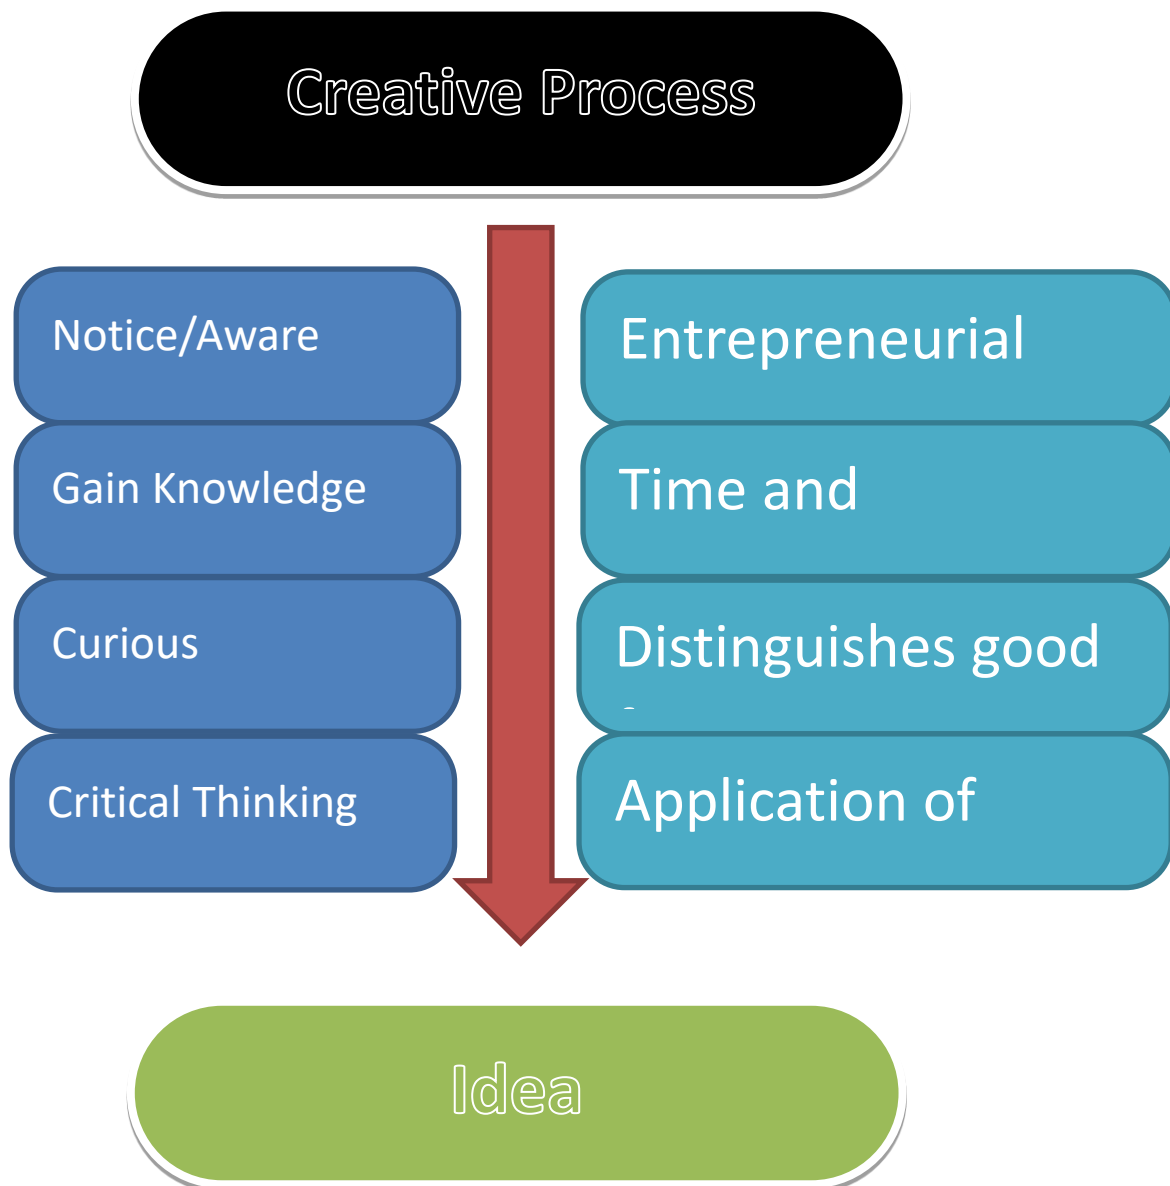 Creative Process
Notice/Aware
Gain Knowledge
Curious
Critical Thinking
Entrepreneurial
Time and
Distinguishes good
Application of
Idea